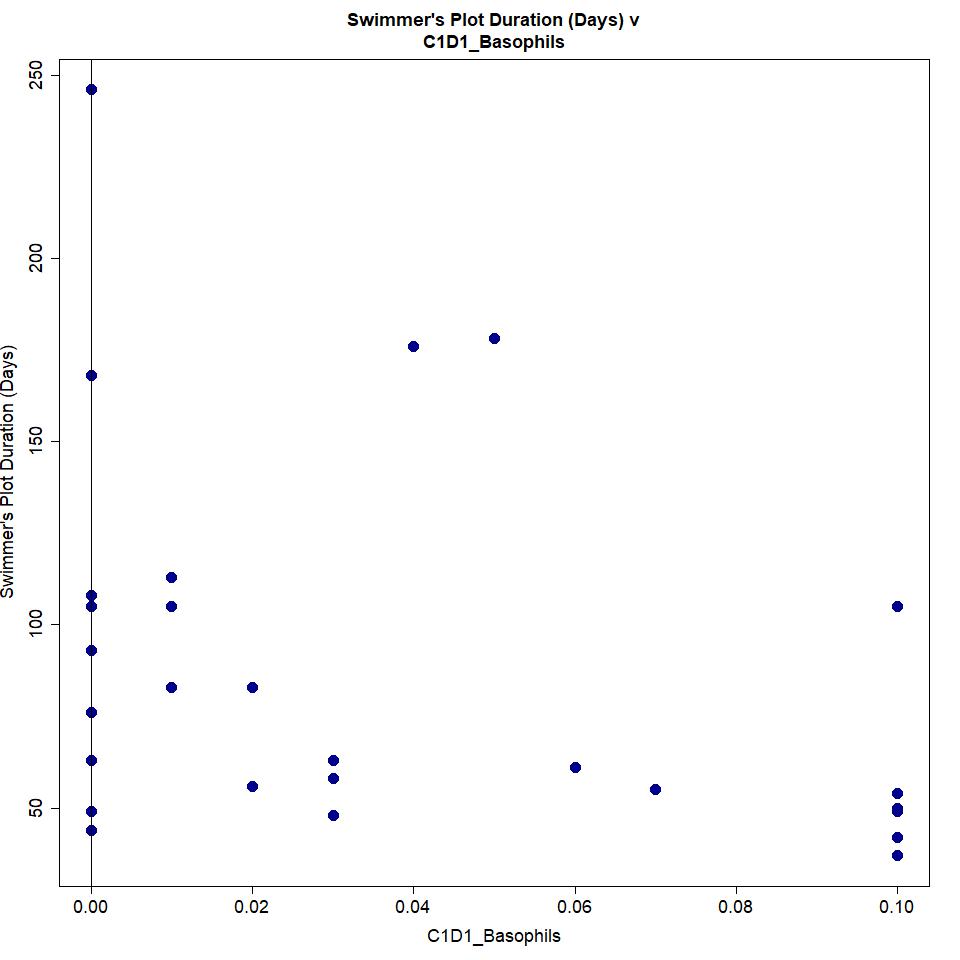 Swimmer's Plot Duration (Days) v
C1D1_Basophils
Swimmer's Plot Duration (Days)
250
200
150
100
50
0.00 0.02 0.04 0.06 0.08 0.10
C1D1_Basophils